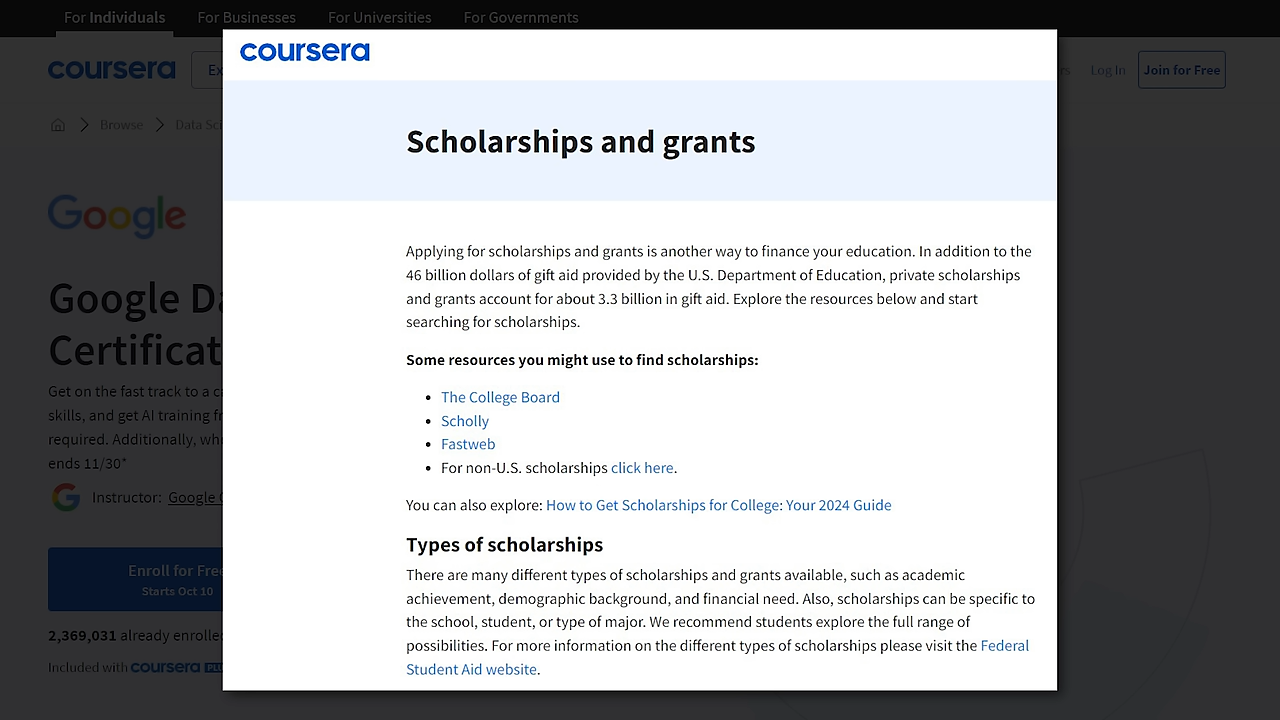 For Individuals
For Businesses
For Universities
For Governments
coursera
Log In
Join for Free
Browse
Google
Google
Certificat
Get on the fast track to a
skills, and get AI training
required. Additionally,
ends 11/30*
Instructor: Google
Enroll for Free
Starts Oct 10
2,369,031 already
Included with coursera
coursera
Scholarships and grants
Applying for scholarships and grants is another way to finance your education. In addition to the
46 billion dollars of gift aid provided by the U.S. Department of Education, private scholarships
and grants account for about 3.3 billion in gift aid. Explore the resources below and start
searching for scholarships.
Some resources you might use to find scholarships:
• The College Board
• Scholly
• Fastweb
• For non-U.S. scholarships click here.
You can also explore: How to Get Scholarships for College: Your 2024 Guide
Types of scholarships
There are many different types of scholarships and grants available, such as academic
achievement, demographic background, and financial need. Also, scholarships can be specific to
the school, student, or type of major. We recommend students explore the full range of
possibilities. For more information on the different types of scholarships please visit the Federal
Student Aid website.